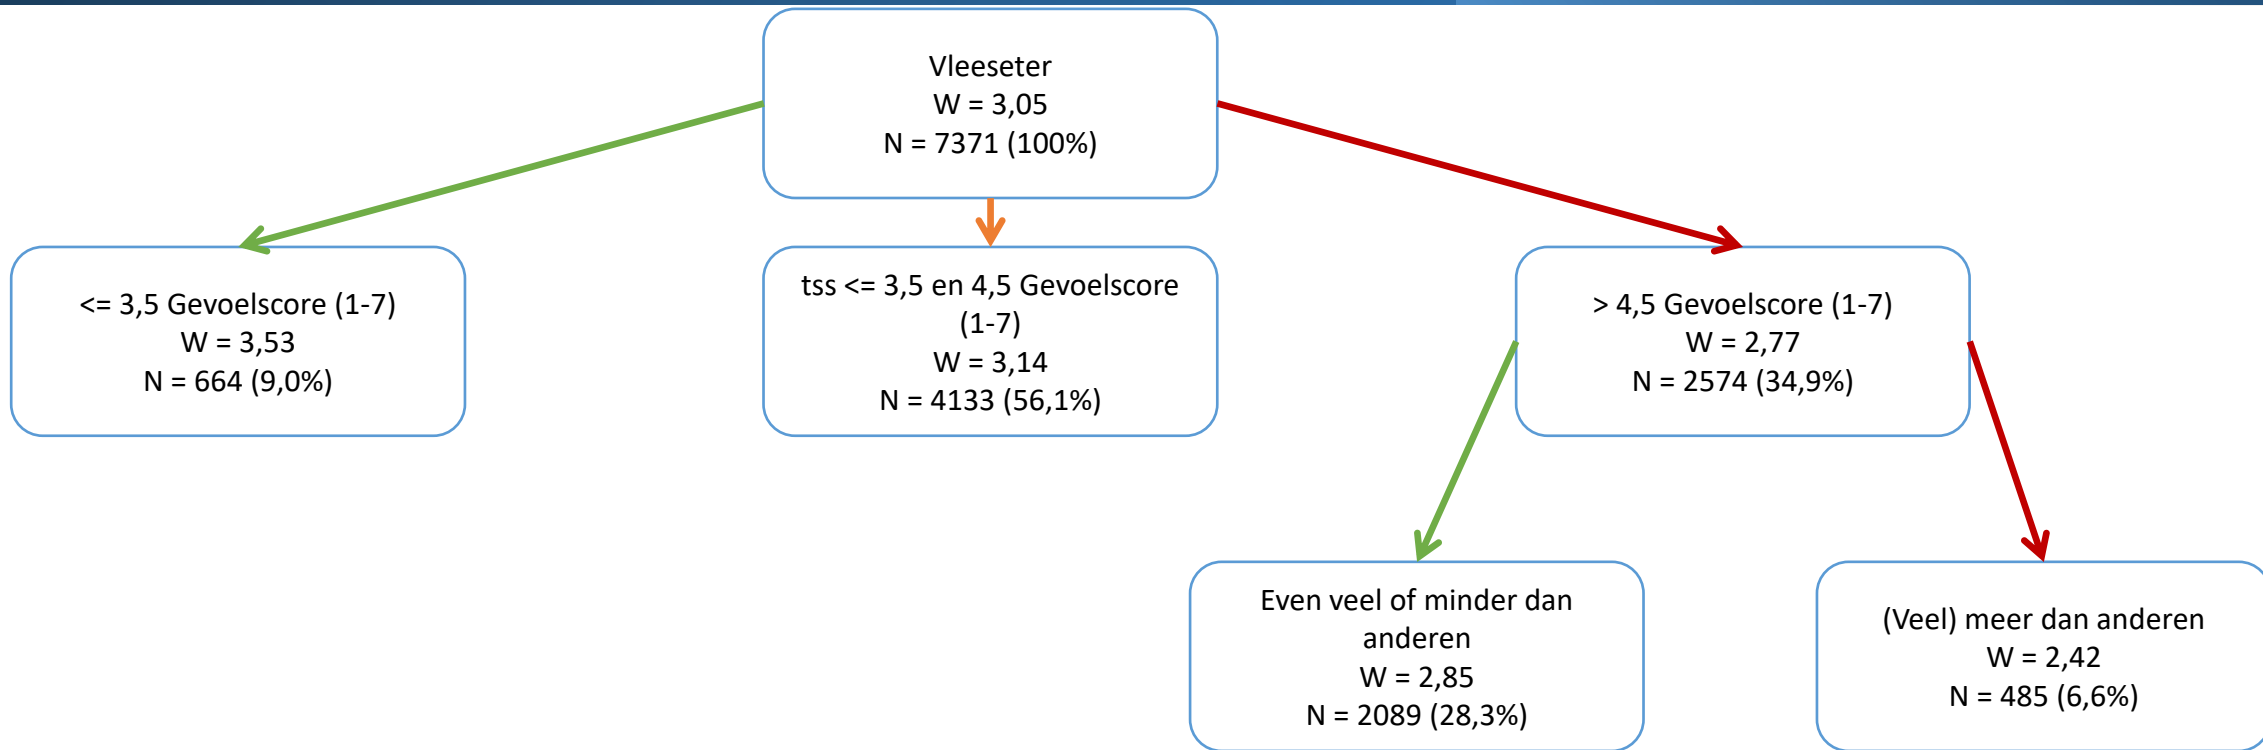 Vleeseter
W = 3,05
N = 7371 (100%)
<= 3,5 Gevoelscore (1-7)
W = 3,53
N = 664 (9,0%)
tss <= 3,5 en 4,5 Gevoelscore
(1-7)
W = 3,14
N = 4133 (56,1%)
> 4,5 Gevoelscore (1-7)
W = 2,77
N = 2574 (34,9%)
Even veel of minder dan
anderen
W = 2,85
N = 2089 (28,3%)
(Veel) meer dan anderen
W = 2,42
N = 485 (6,6%)